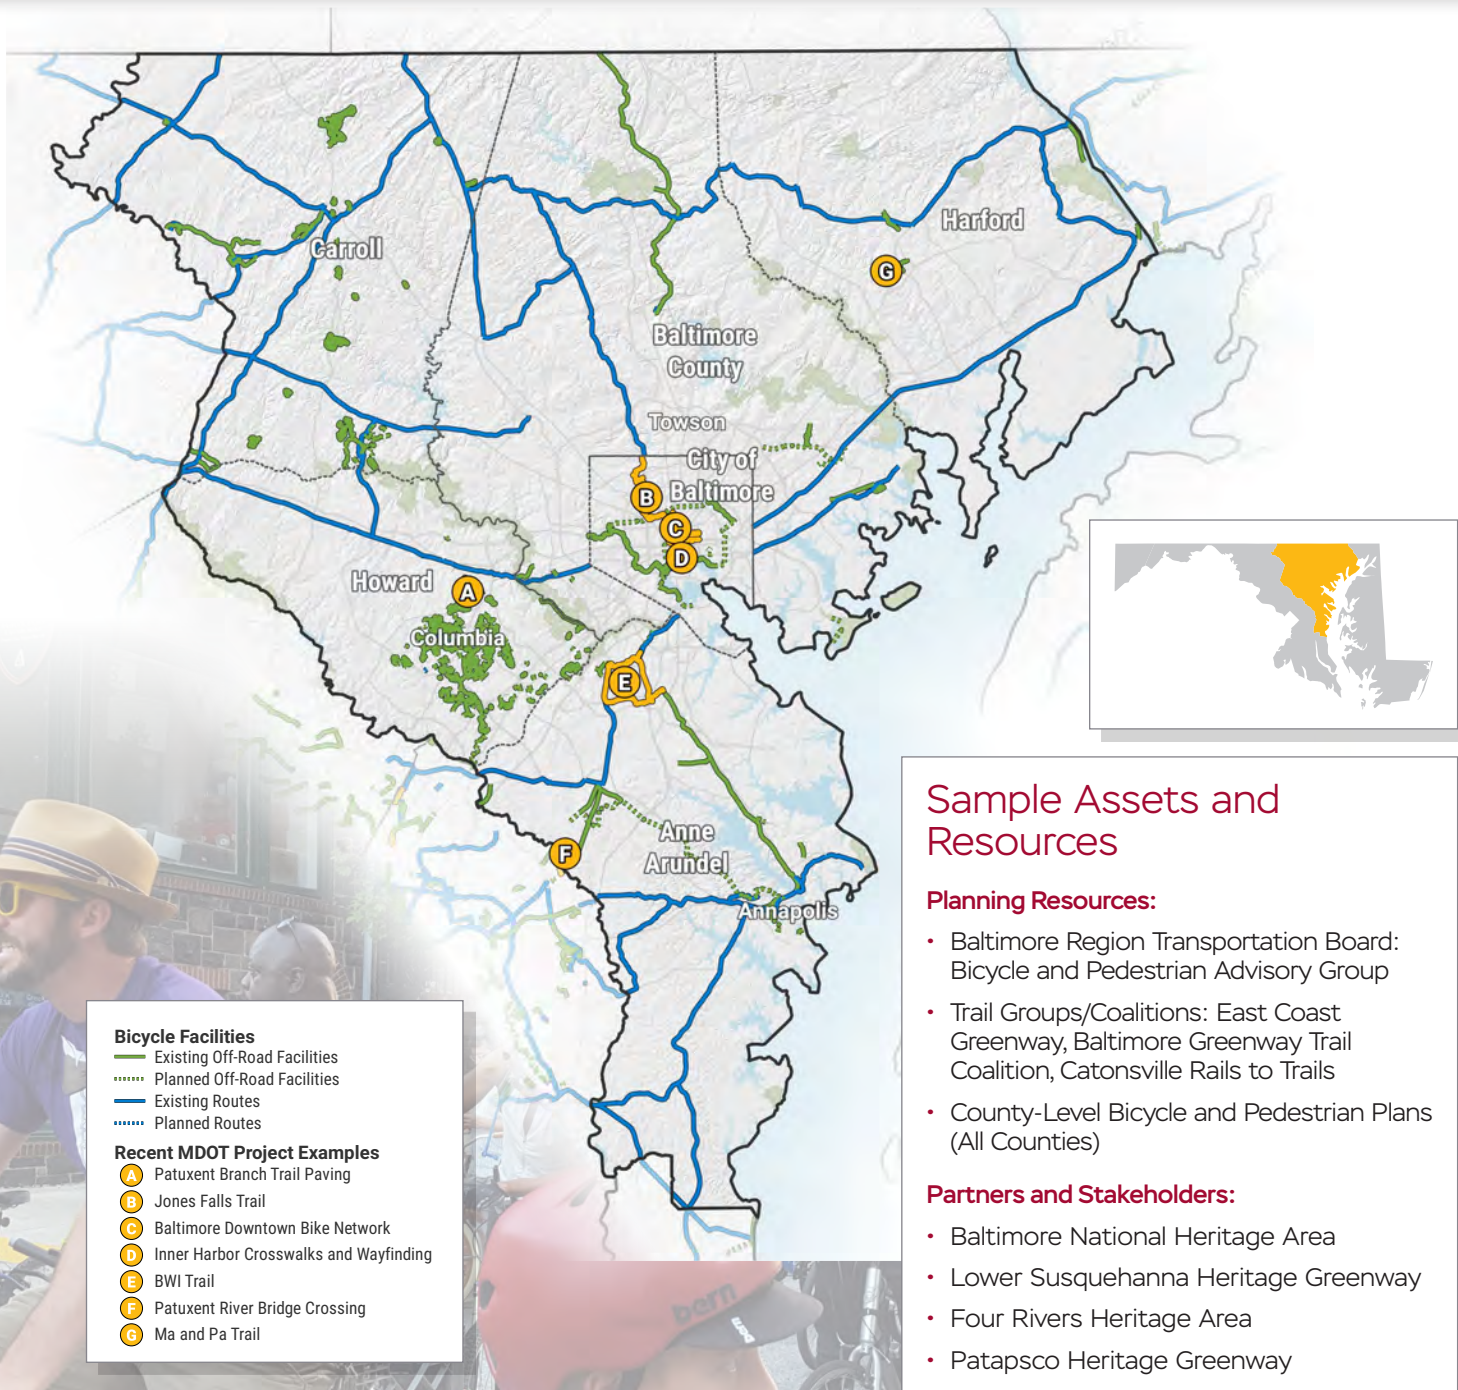 Carroll
Harford
G
Baltimore
County
Towson
City of
Baltimore
B
C
D
Howard
A
Columbia
E
F
Anne
Arundel
Annapolis
Bicycle Facilities
Existing Off-Road Facilities
Planned Off-Road Facilities
Existing Routes
Planned Routes
Recent MDOT Project Examples
A Patuxent Branch Trail Paving
B Jones Falls Trail
C Baltimore Downtown Bike Network
D Inner Harbor Crosswalks and Wayfinding
E BWI Trail
F Patuxent River Bridge Crossing
G Ma and Pa Trail
bern
bern
Sample Assets and
Resources
Planning Resources:
• Baltimore Region Transportation Board:
Bicycle and Pedestrian Advisory Group
• Trail Groups/Coalitions: East Coast
Greenway, Baltimore Greenway Trail
Coalition, Catonsville Rails to Trails
• County-Level Bicycle and Pedestrian Plans
(All Counties)
Partners and Stakeholders:
• Baltimore National Heritage Area
• Lower Susquehanna Heritage Greenway
• Four Rivers Heritage Area
• Patapsco Heritage Greenway